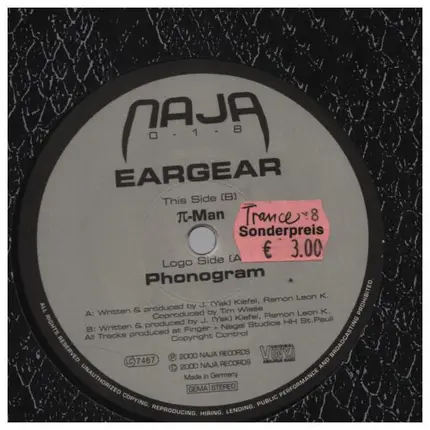 NAJA
0-1-8
EARGEAR
This Side (B)
π-Man
Trance
8
Sonderpreis
€ 3.00
Logo Side (A
Phonogram
A: Written & produced by J. (Yak) Kiefel, Ramon Leon K.
Coproduced by Tim Wiese
B: Written & produced by J. (Yak) Kiefel, Ramon Leon K.
All Tracks produced at Finger - Nagel Studios HH St. Pauli
Copyright Control
LC 7467
℗ 2000 NAJA RECORDS
© 2000 NAJA RECORDS
Made in Germany
GEMA STEREO
ALL RIGHTS RESERVED. UNAUTHORIZED COPYING, REPRODUCING, HIRING, LENDING, PUBLIC PERFORMANCE AND BROADCASTING PROHIBITED